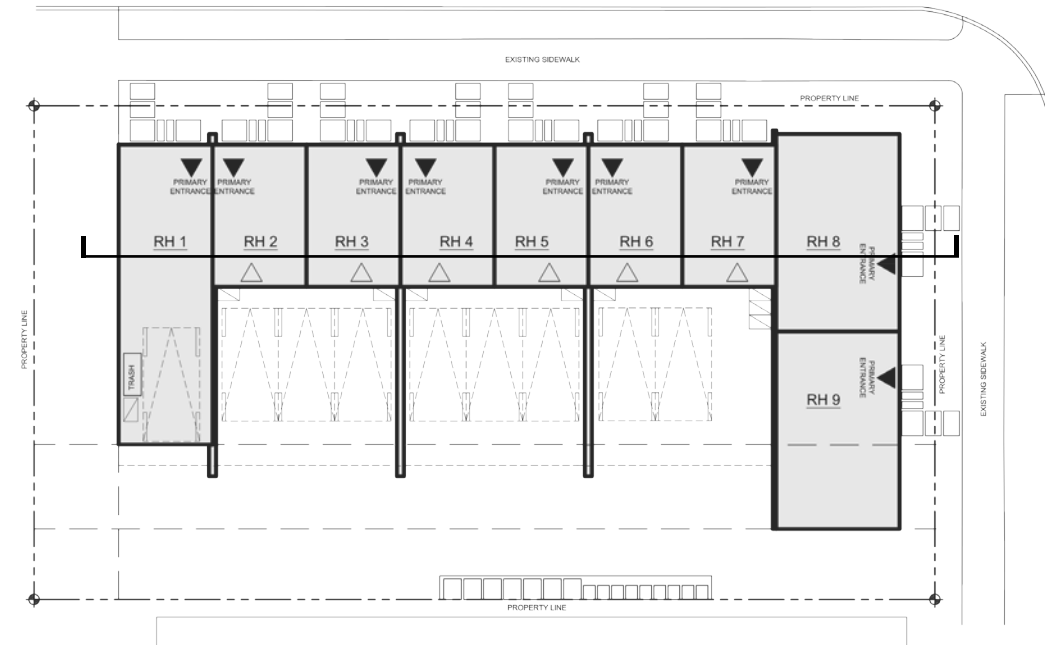 EXISTING SIDEWALK
PROPERTY LINE
PRIMARY
ENTRANCE
PRIMARY
ENTRANCE
PRIMARY
ENTRANCE
PRIMARY
ENTRANCE
PRIMARY
ENTRANCE
PRIMARY
ENTRANCE
PRIMARY
ENTRANCE
RH 1
RH 2
RH 3
RH 4
RH 5
RH 6
RH 7
RH 8
PRIMARY
ENTRANCE
PROPERTY LINE
TRASH
RH 9
PRIMARY
ENTRANCE
PROPERTY LINE
EXISTING SIDEWALK
PROPERTY LINE